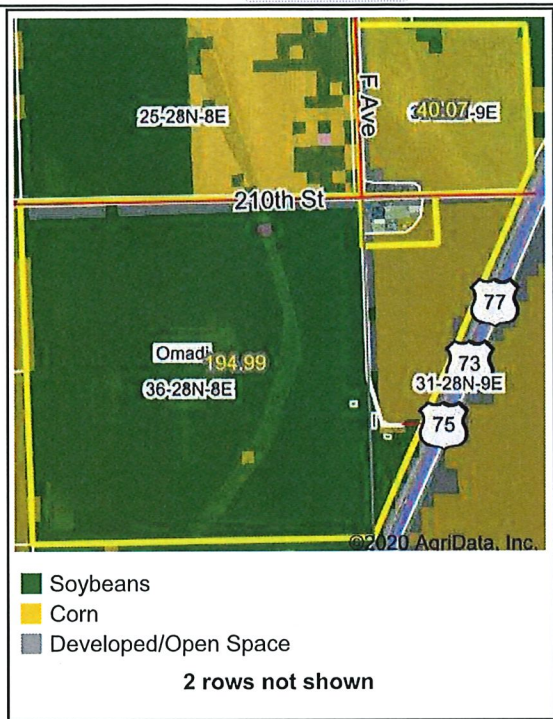 F Ave
25-28N-8E
40.07
-9E
210th St
77
Omadi
194.99
73
36-28N-8E
31-28N-9E
75
©2020 AgriData, Inc.
Soybeans
Corn
Developed/Open Space
2 rows not shown